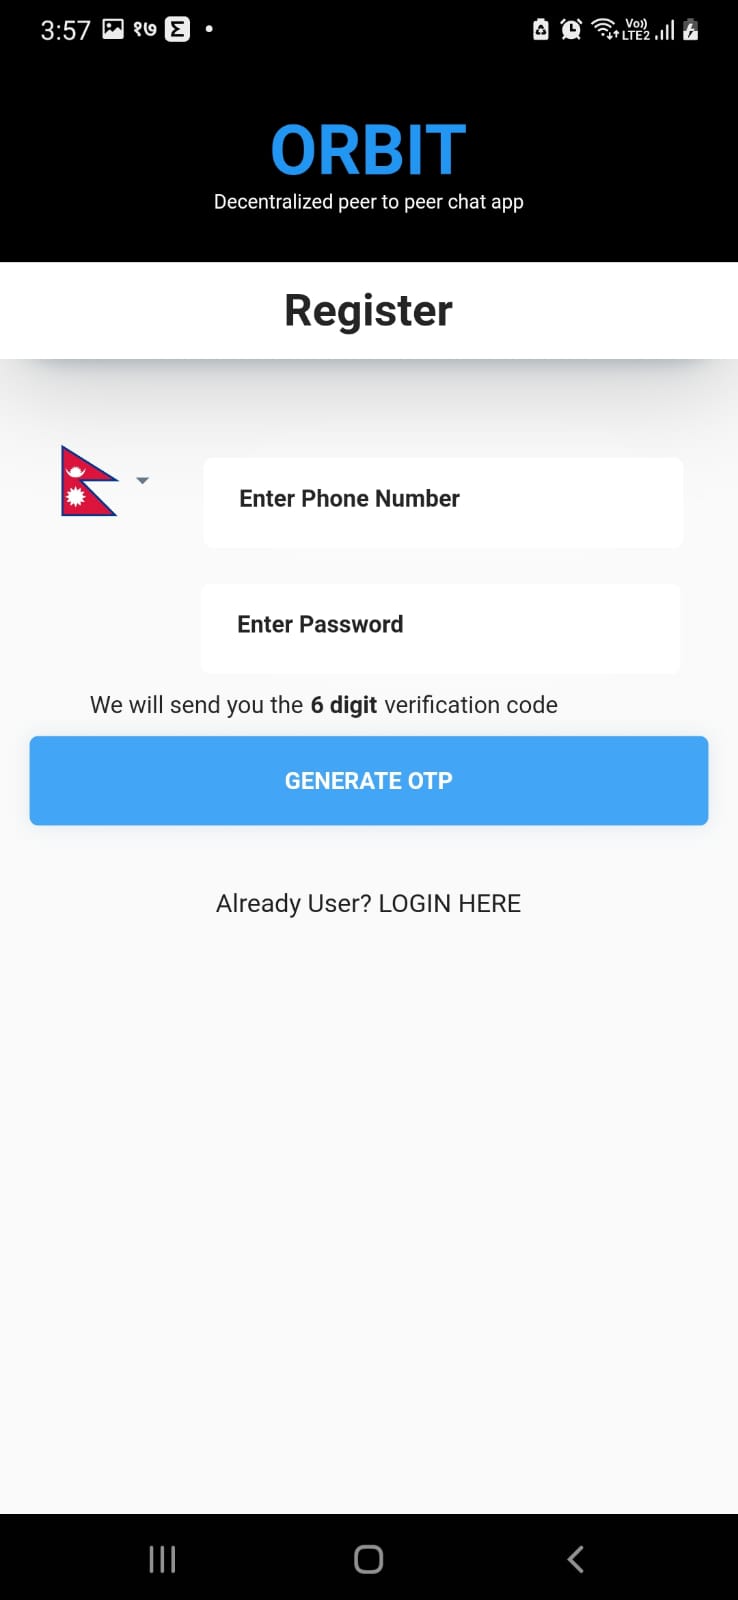 3:57 १७ Σ Vo)) LTE2
ORBIT
Decentralized peer to peer chat app
Register
Enter Phone Number
Enter Password
We will send you the 6 digit verification code
GENERATE OTP
Already User? LOGIN HERE